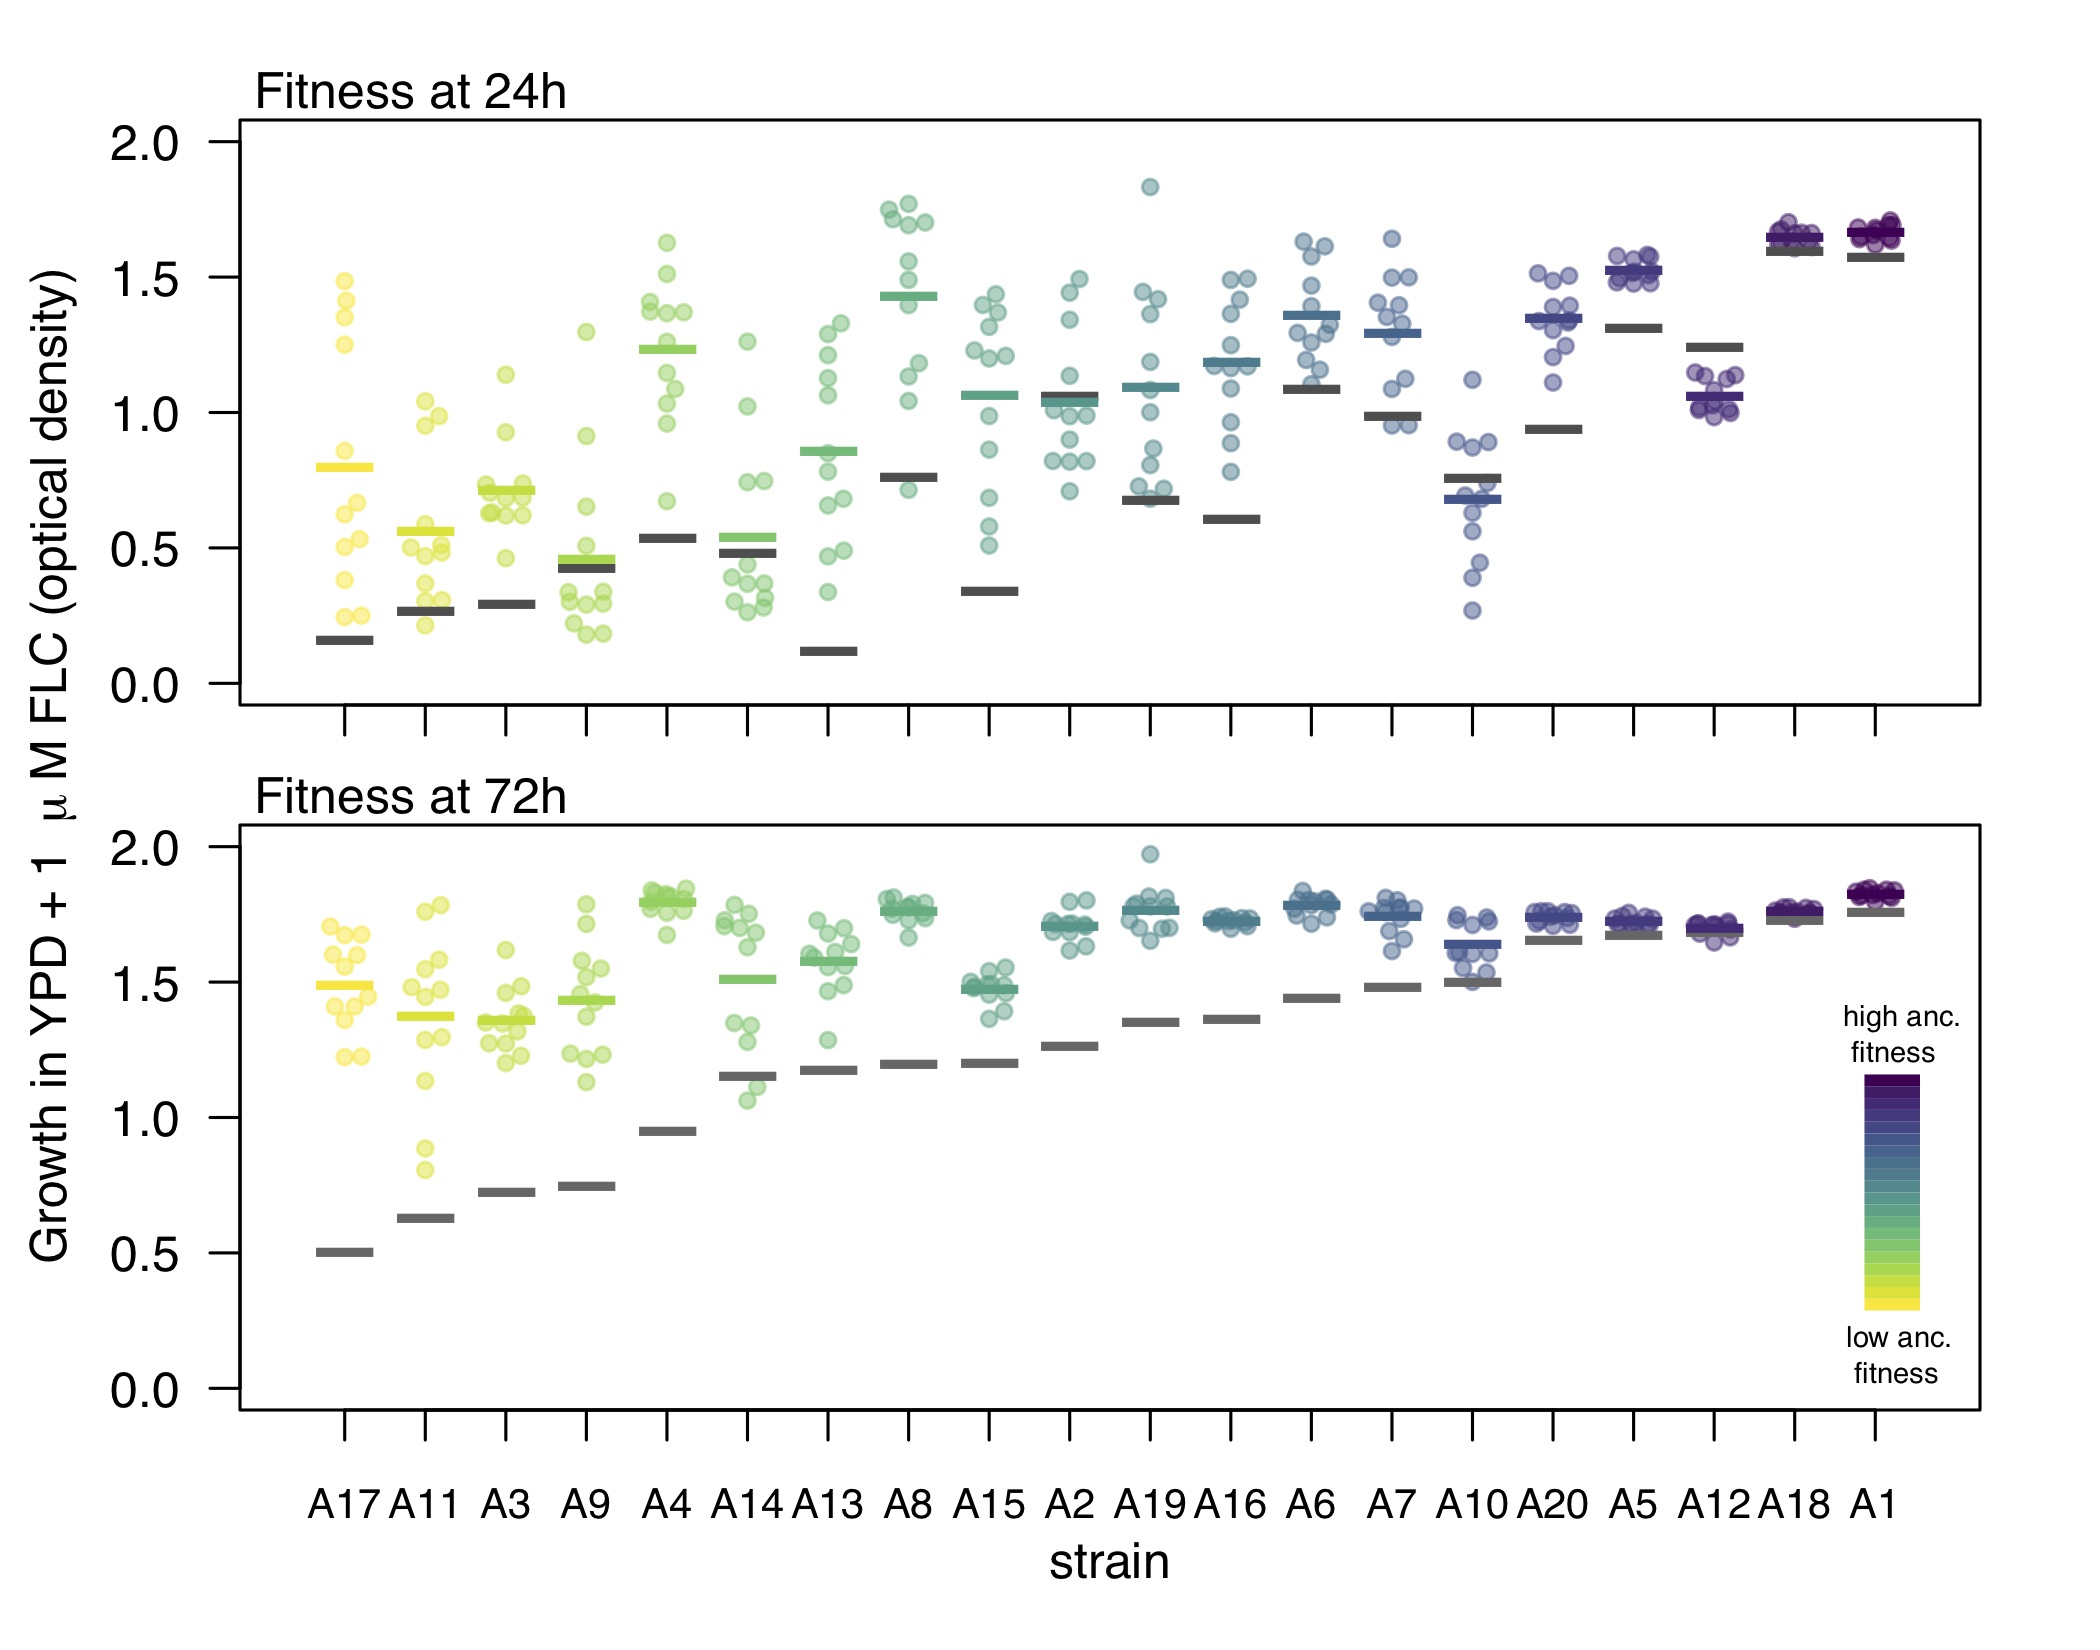 Fitness at 24h
2.0
1.5
1.0
0.5
0.0
Growth in YPD + 1 μ M FLC (optical density)
Fitness at 72h
2.0
1.5
1.0
0.5
0.0
high anc.
fitness
low anc.
fitness
A17 A11 A3 A9 A4 A14 A13 A8 A15 A2 A19 A16 A6 A7 A10 A20 A5 A12 A18 A1
strain